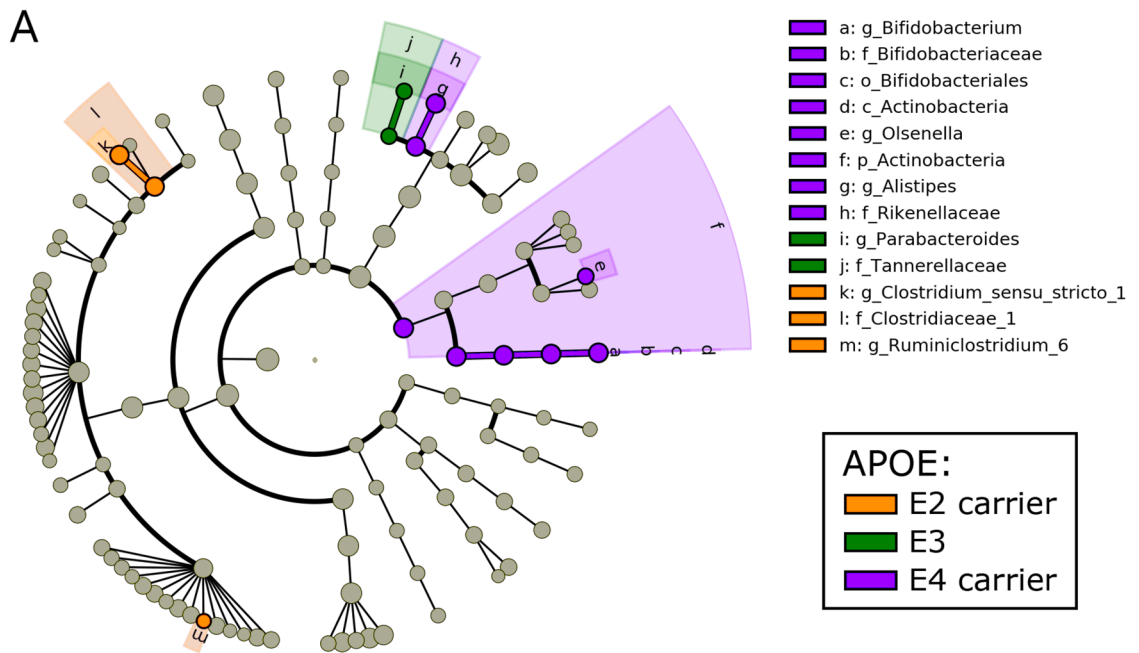 A
a: g_Bifidobacterium
b: f_Bifidobacteriaceae
c: o_Bifidobacteriales
d: c_Actinobacteria
e: g_Olsenella
f: p_Actinobacteria
g: g_Alistipes
h: f_Rikenellaceae
i: g_Parabacteroides
j: f_Tannerellaceae
k: g_Clostridium_sensu_stricto_1
l: f_Clostridiaceae_1
m: g_Ruminiclostridium_6
j
h
i
g
l
k
f
e
a b c d
m
APOE:
E2 carrier
E3
E4 carrier